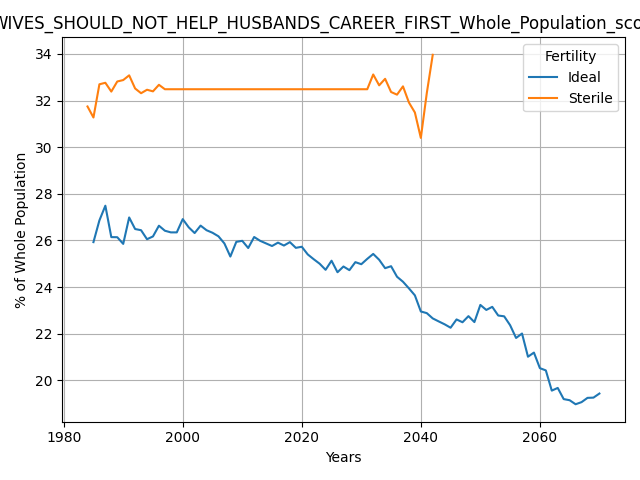 WIVES_SHOULD_NOT_HELP_HUSBANDS_CAREER_FIRST_Whole_Population_sco
Fertility
Ideal
Sterile
34
32
30
28
26
24
22
20
% of Whole Population
1980
2000
2020
2040
2060
Years